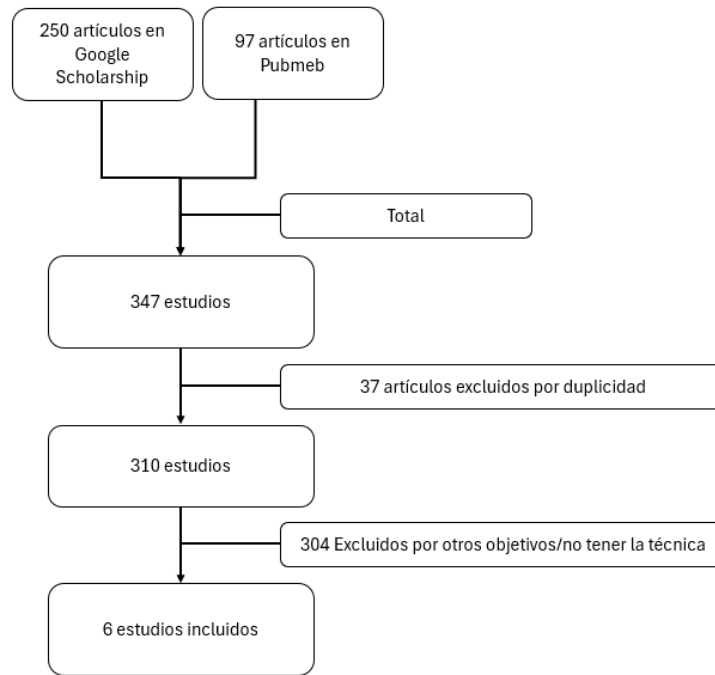 250 artículos en
Google
Scholarship
97 artículos en
Pubmeb
Total
347 estudios
37 artículos excluidos por duplicidad
310 estudios
304 Excluidos por otros objetivos/no tener la técnica
6 estudios incluidos